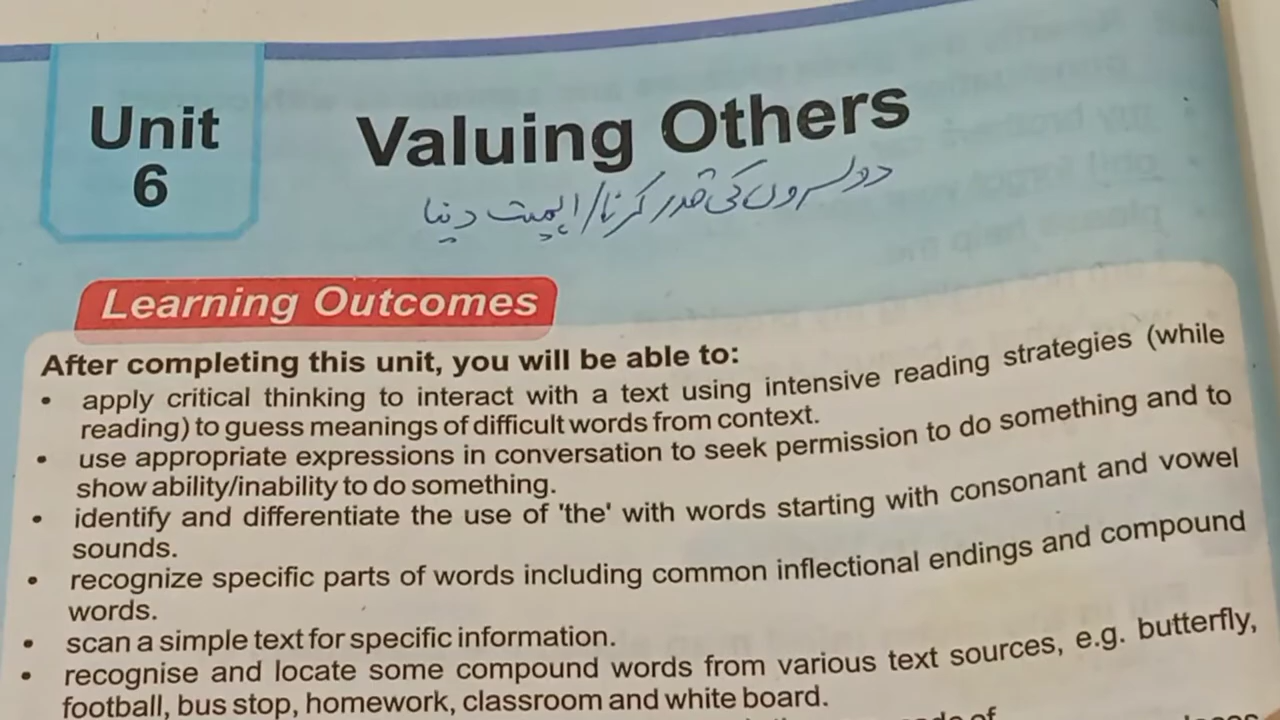 Unit
6
Valuing Others
دوسروں کی قدر کرنا/اہمیت دینا
Learning Outcomes
After completing this unit, you will be able to:
• apply critical thinking to interact with a text using intensive reading strategies (while
reading) to guess meanings of difficult words from context.
• use appropriate expressions in conversation to seek permission to do something and to
show ability/inability to do something.
• identify and differentiate the use of 'the' with words starting with consonant and vowel
sounds.
• recognize specific parts of words including common inflectional endings and compound
words.
• scan a simple text for specific information.
• recognise and locate some compound words from various text sources, e.g. butterfly,
football, bus stop, homework, classroom and white board.